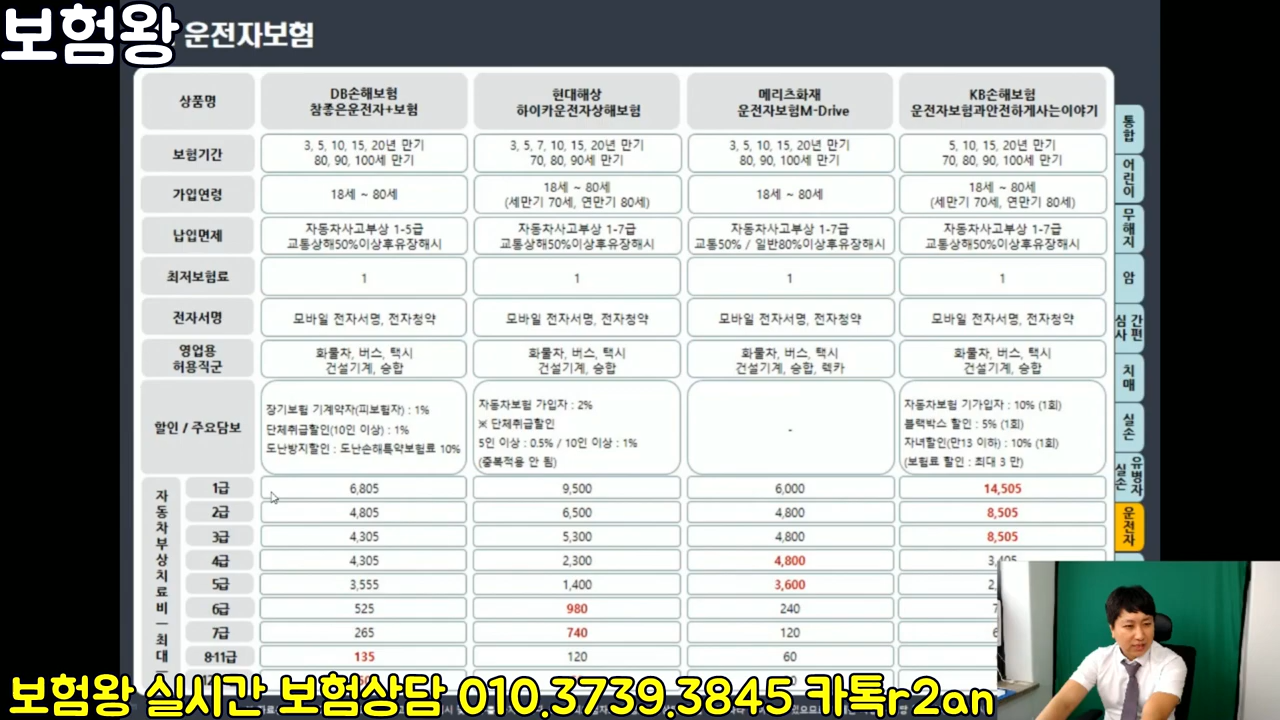 보험왕
운전자보험
상품명
DB손해보험
참좋은운전자+보험
현대해상
하이카운전자상해보험
메리츠화재
운전자보험M-Drive
KB손해보험
운전자보험과안전하게사는이야기
보험기간
3, 5, 10, 15, 20년 만기
80, 90, 100세 만기
3, 5, 7, 10, 15, 20년 만기
70, 80, 90세 만기
3, 5, 10, 15, 20년 만기
80, 90, 100세 만기
5, 10, 15, 20년 만기
70, 80, 90, 100세 만기
가입연령
18세 ~ 80세
18세 ~ 80세
(세만기 70세, 연만기 80세)
18세 ~ 80세
18세 ~ 80세
(세만기 70세, 연만기 80세)
납입면제
자동차사고부상 1-5급
교통상해50%이상후유장해시
자동차사고부상 1-7급
교통상해50%이상후유장해시
자동차사고부상 1-7급
교통50% / 일반80%이상후유장해시
자동차사고부상 1-7급
교통상해50%이상후유장해시
최저보험료
1
1
1
1
전자서명
모바일 전자서명, 전자청약
모바일 전자서명, 전자청약
모바일 전자서명, 전자청약
모바일 전자서명, 전자청약
영업용
허용직군
화물차, 버스, 택시
건설기계, 승합
화물차, 버스, 택시
건설기계, 승합
화물차, 버스, 택시
건설기계, 승합, 렉카
화물차, 버스, 택시
건설기계, 승합
할인 / 주요담보
장기보험 기계약자(피보험자) : 1%
단체취급할인(10인 이상) : 1%
도난방지할인 : 도난손해특약보험료 10%
자동차보험 가입자 : 2%
※ 단체취급할인
5인 이상 : 0.5% / 10인 이상 : 1%
(중복적용 안 됨)
-
자동차보험 기가입자 : 10% (1회)
블랙박스 할인 : 5% (1회)
자녀할인(만13 이하) : 10% (1회)
(보험료 할인 : 최대 3 만)
자동차부상치료비ㅡ최대ㅡ
1급 6,805 9,500 6,000 14,505
2급 4,805 6,500 4,800 8,505
3급 4,305 5,300 4,800 8,505
4급 4,305 2,300 4,800
5급 3,555 1,400 3,600
6급 525 980 240
7급 265 740 120
8-11급 135 120 60
통합
어린이
무해지
암
간편심사
치매
실손
유병자실손
운전자
보험왕 실시간 보험상담 010.3739.3845 카톡r2an